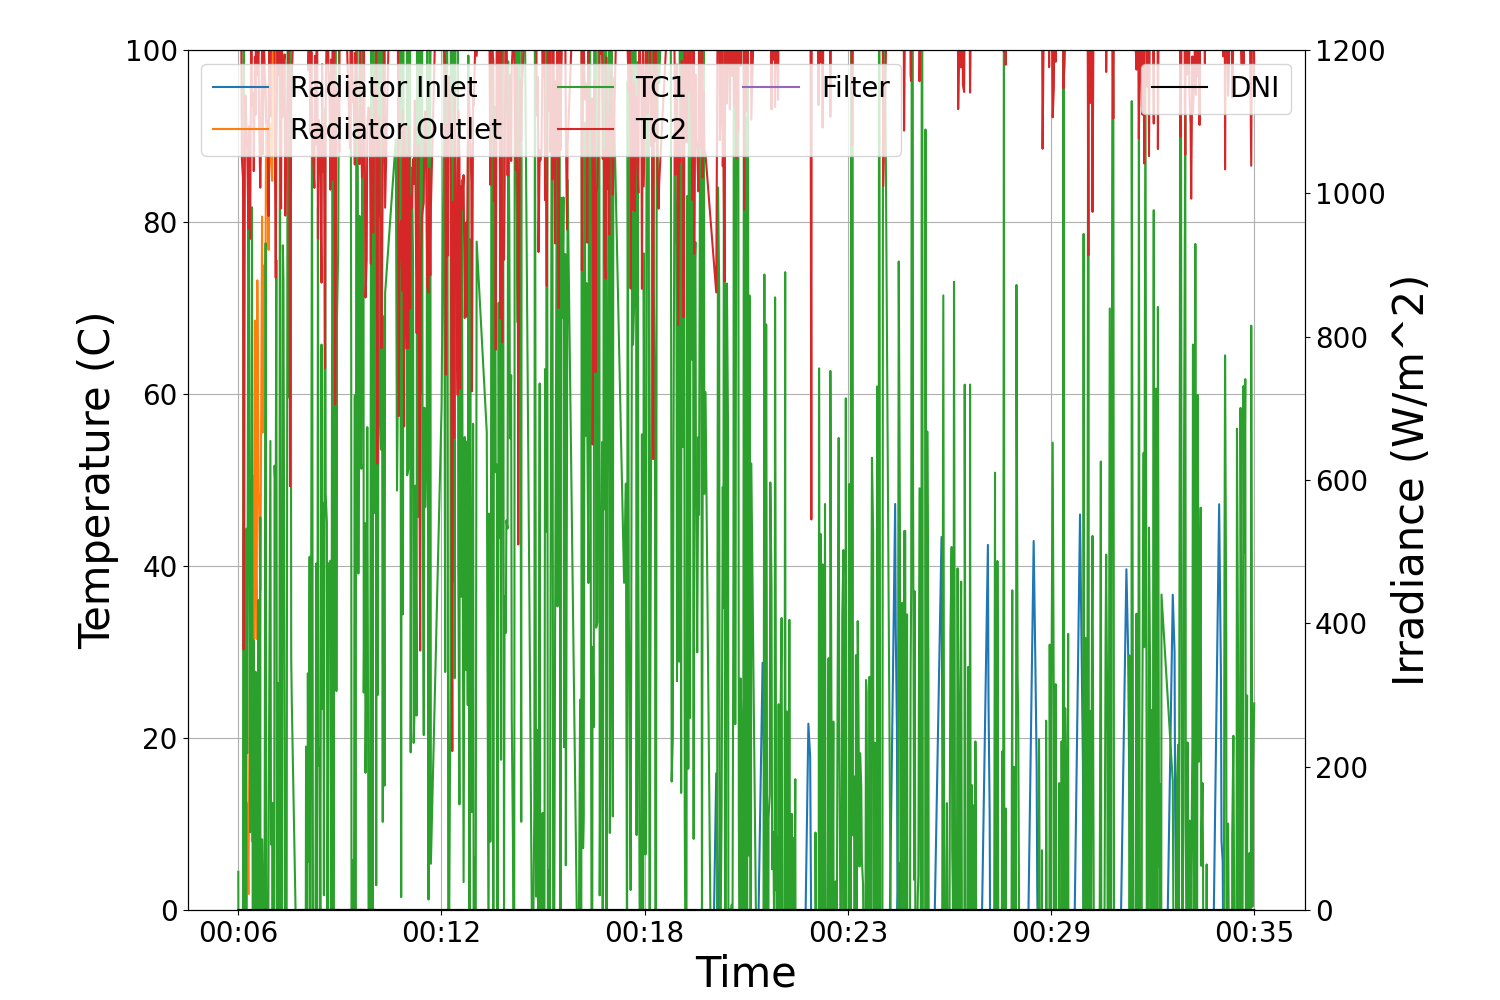 100
80
60
40
20
0
Temperature (C)
Radiator Inlet
Radiator Outlet
TC1
TC2
Filter
DNI
1200
1000
800
600
400
200
0
Irradiance (W/m^2)
00:06 00:12 00:18 00:23 00:29 00:35
Time